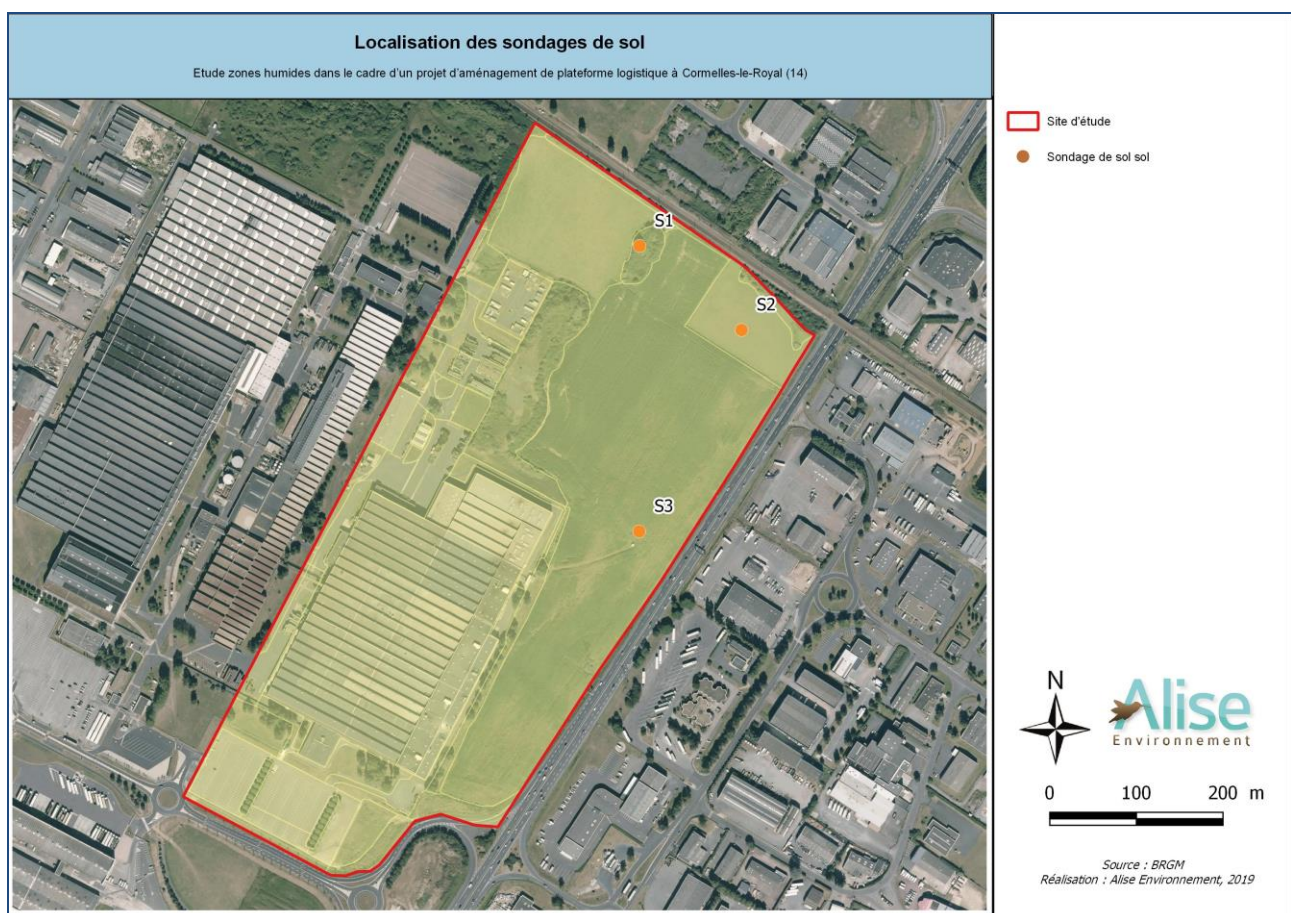 Localisation des sondages de sol
Etude zones humides dans le cadre d'un projet d'aménagement de plateforme logistique à Cormelles-le-Royal (14)
Site d'étude
Sondage de sol sol
S1
S2
S3
N
Alise
Environnement
0 100 200 m
Source : BRGM
Réalisation : Alise Environnement, 2019